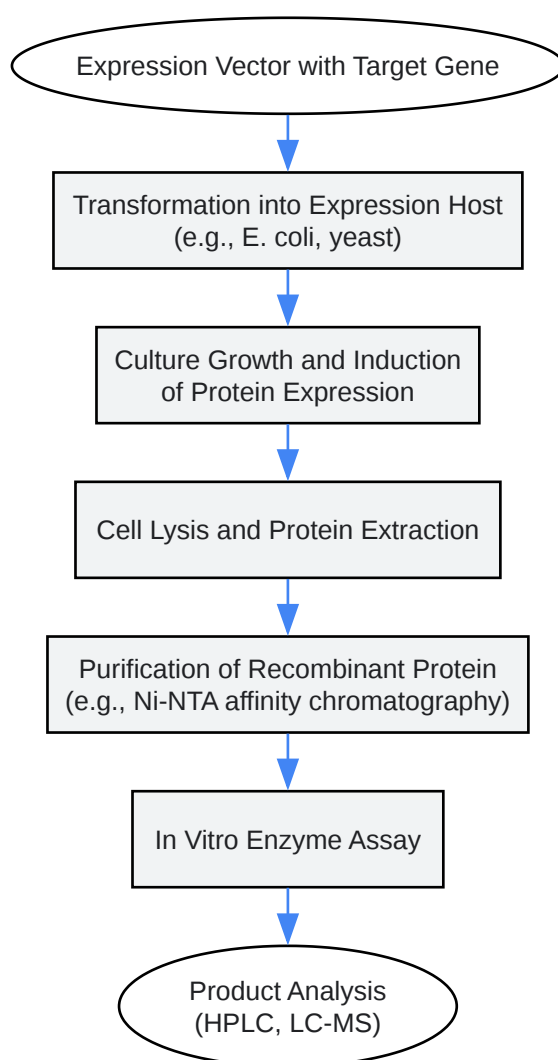 Expression Vector with Target Gene
Transformation into Expression Host
(e.g., E. coli, yeast)
Culture Growth and Induction
of Protein Expression
Cell Lysis and Protein Extraction
Purification of Recombinant Protein
(e.g., Ni-NTA affinity chromatography)
In Vitro Enzyme Assay
Product Analysis
(HPLC, LC-MS)